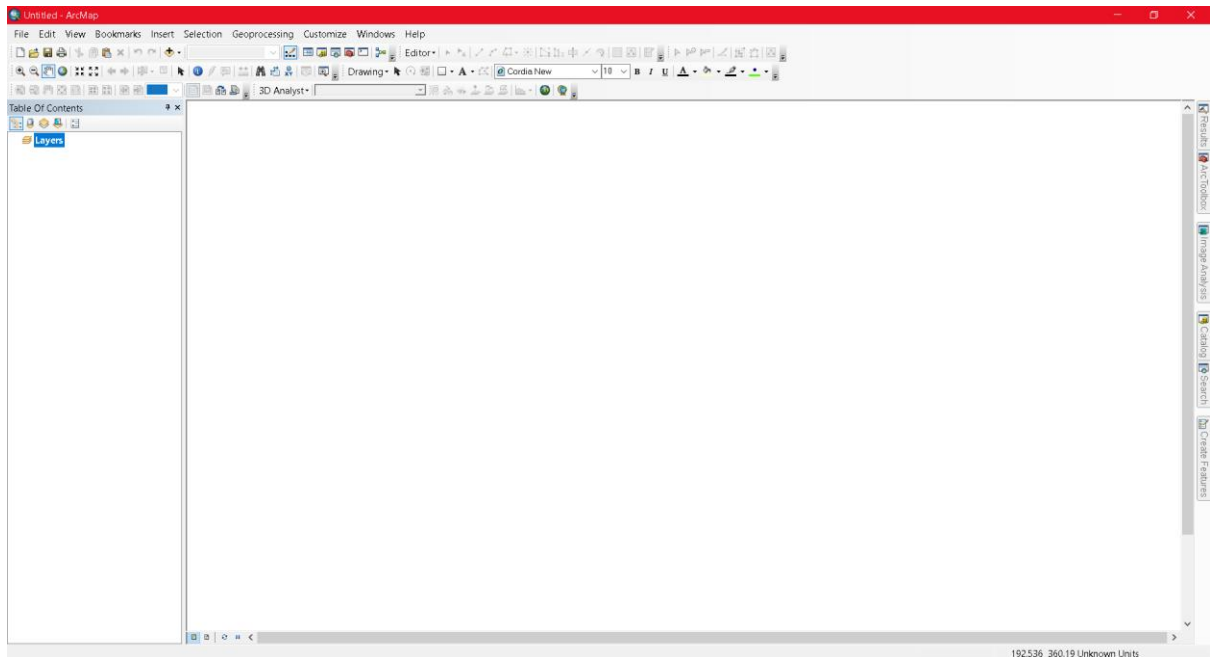 Untitled - ArcMap
File Edit View Bookmarks Insert Selection Geoprocessing Customize Windows Help
Editor
Drawing A Cordia New 10 B I U A
3D Analyst
Table Of Contents
Layers
Results
ArcToolbox
Image Analysis
Catalog
Search
Create Features
192.536 360.19 Unknown Units